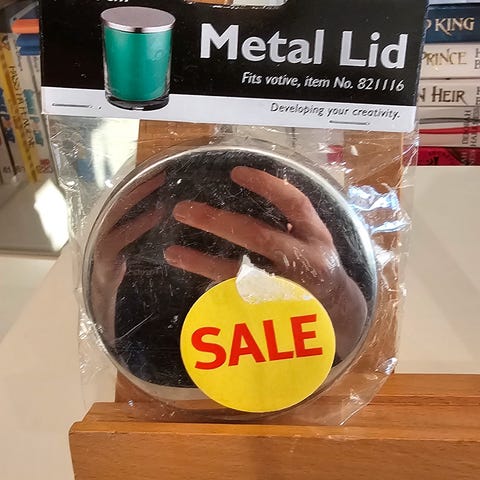 Metal Lid
Fits votive, item No. 821116
Developing your creativity.
SALE
KING
PRINCE
HEIR